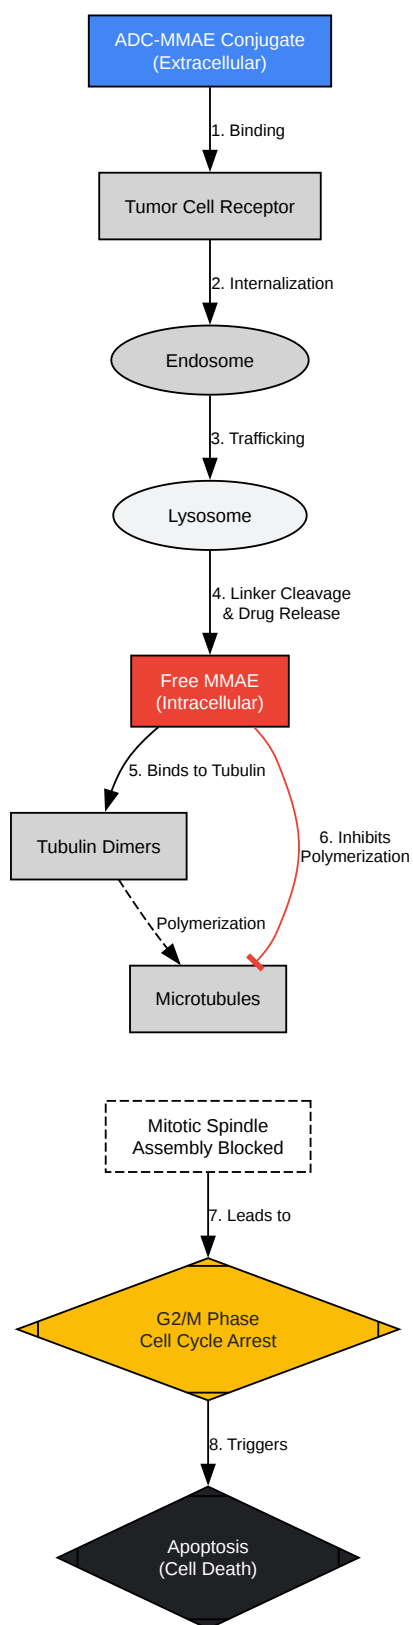 ADC-MMAE Conjugate
(Extracellular)
1. Binding
Tumor Cell Receptor
2. Internalization
Endosome
3. Trafficking
Lysosome
4. Linker Cleavage
& Drug Release
Free MMAE
(Intracellular)
5. Binds to Tubulin
6. Inhibits
Polymerization
Tubulin Dimers
Polymerization
Microtubules
Mitotic Spindle
Assembly Blocked
7. Leads to
G2/M Phase
Cell Cycle Arrest
8. Triggers
Apoptosis
(Cell Death)